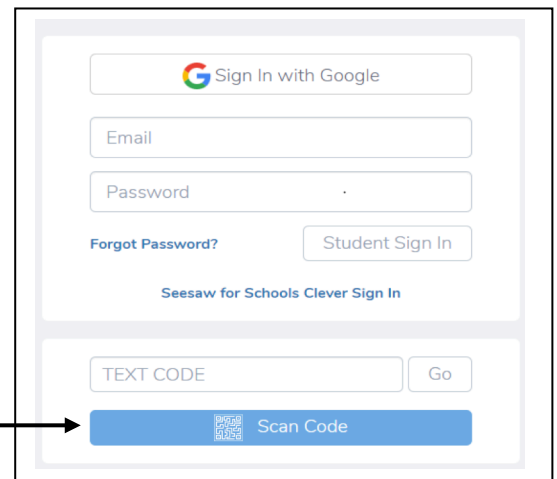 Sign In with Google
Email
Password
Forgot Password? Student Sign In
Seesaw for Schools Clever Sign In
TEXT CODE Go
Scan Code